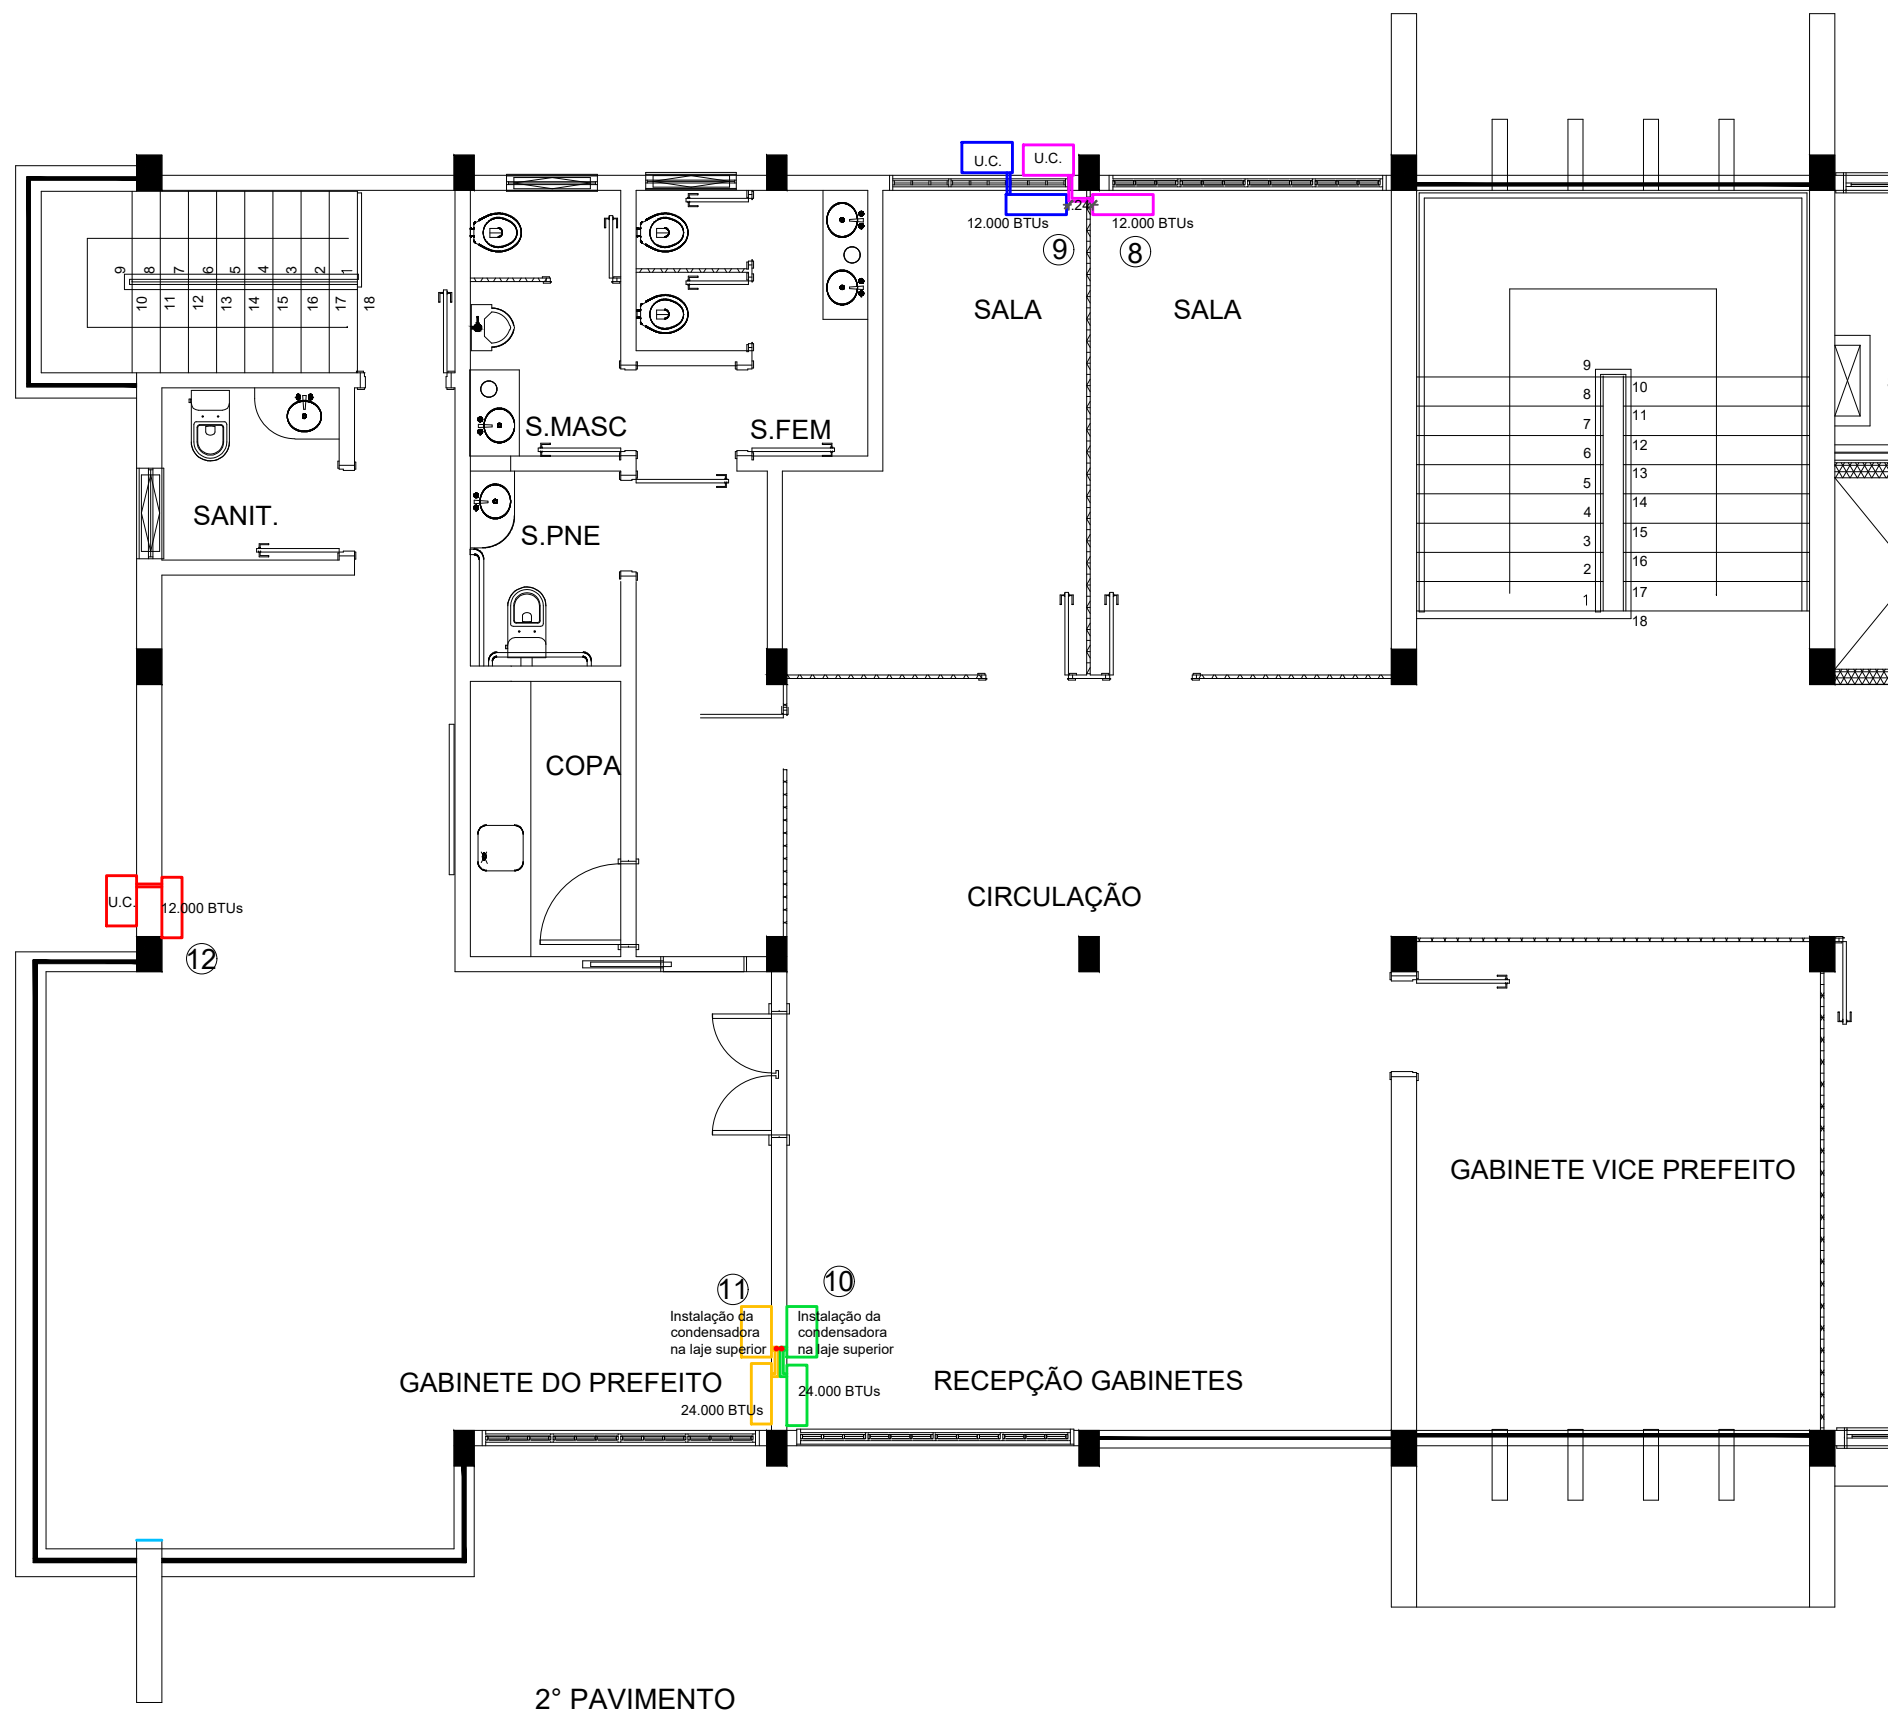 U.C.
U.C.
12.000 BTUs
12.000 BTUs
9
8
SALA
SALA
9
8
7
6
5
4
3
2
1
10
11
12
13
14
15
16
17
18
S.MASC
S.FEM
SANIT.
S.PNE
9
8
7
6
5
4
3
2
1
10
11
12
13
14
15
16
17
18
COPA
CIRCULAÇÃO
U.C.
12.000 BTUs
12
GABINETE VICE PREFEITO
11
Instalação da
condensadora
na laje superior
10
Instalação da
condensadora
na laje superior
GABINETE DO PREFEITO
24.000 BTUs
RECEPÇÃO GABINETES
24.000 BTUs
2° PAVIMENTO